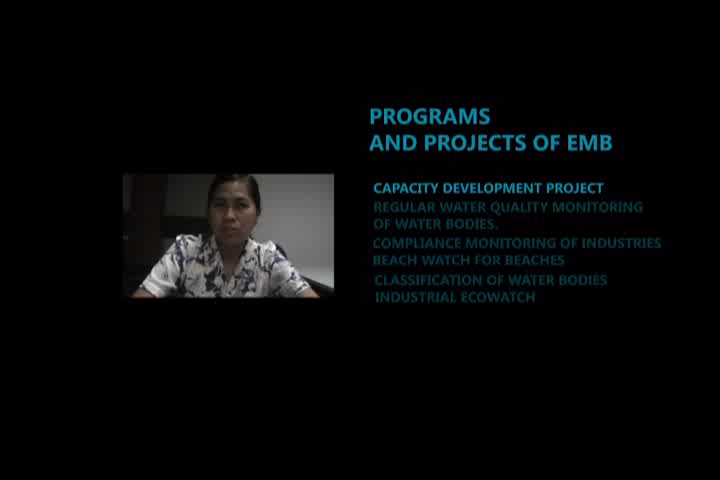 PROGRAMS
AND PROJECTS OF EMB
CAPACITY DEVELOPMENT PROJECT
REGULAR WATER QUALITY MONITORING
OF WATER BODIES.
COMPLIANCE MONITORING OF INDUSTRIES
BEACH WATCH FOR BEACHES
CLASSIFICATION OF WATER BODIES
INDUSTRIAL ECOWATCH